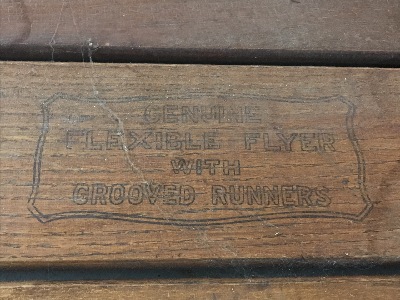 GENUINE
FLEXIBLE FLYER
WITH
GROOVED RUNNERS